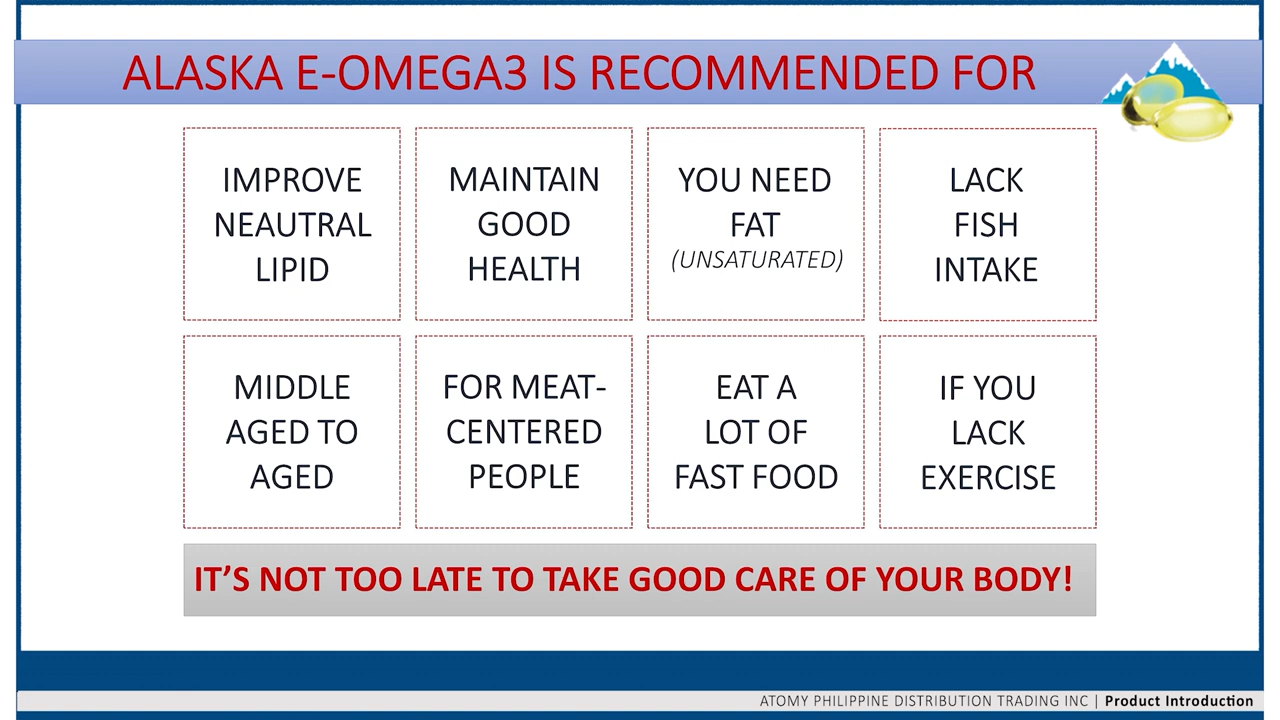 ALASKA E-OMEGA3 IS RECOMMENDED FOR
IMPROVE
NEAUTRAL
LIPID
MAINTAIN
GOOD
HEALTH
YOU NEED
FAT
(UNSATURATED)
LACK
FISH
INTAKE
MIDDLE
AGED TO
AGED
FOR MEAT-
CENTERED
PEOPLE
EAT A
LOT OF
FAST FOOD
IF YOU
LACK
EXERCISE
IT'S NOT TOO LATE TO TAKE GOOD CARE OF YOUR BODY!
ATOMY PHILIPPINE DISTRIBUTION TRADING INC | Product Introduction